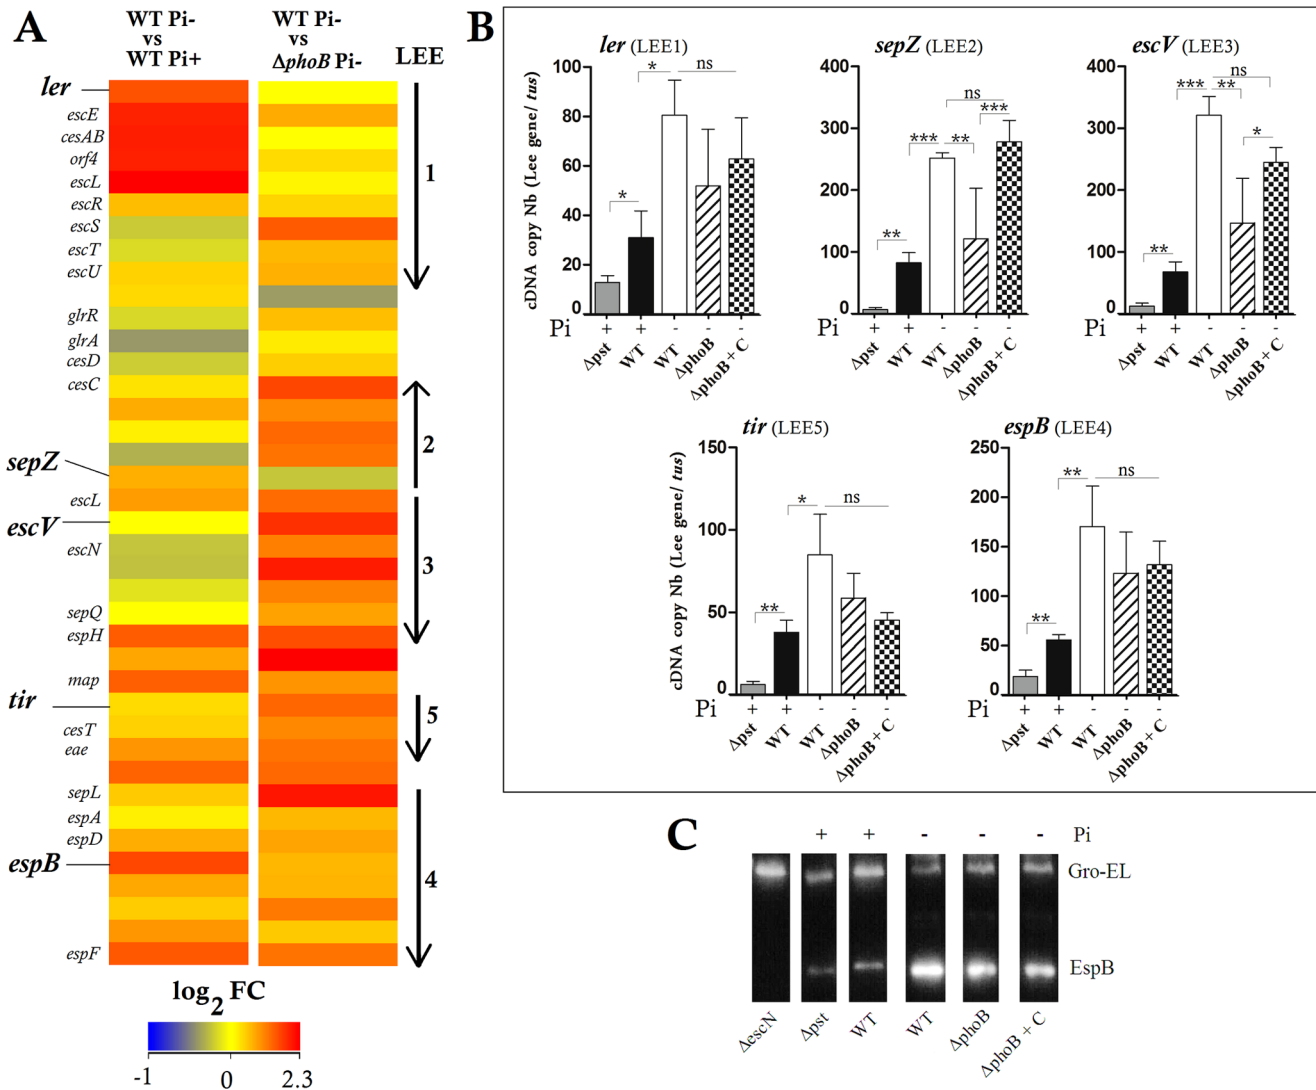 A
WT Pi-
vs
WT Pi+
WT Pi-
vs
ΔphoB Pi-
LEE
ler
escE
cesAB
orf4
escL
escR
escS
escT
escU
glrR
glrA
cesD
cesC
sepZ
escL
escV
escN
sepQ
espH
map
tir
cesT
eae
sepL
espA
espD
espB
espF
1
2
3
5
4
log2 FC
-1 0 2.3
B
ler (LEE1)
cDNA copy Nb (Lee gene/ tus)
100
80
60
40
20
0
* * ns
Pi + + - - -
Δpst WT WT ΔphoB ΔphoB + C
sepZ (LEE2)
400
300
200
100
0
** *** ns ** ***
+ + - - -
Δpst WT WT ΔphoB ΔphoB + C
escV (LEE3)
400
300
200
100
0
** *** ns ** *
+ + - - -
Δpst WT WT ΔphoB ΔphoB + C
tir (LEE5)
cDNA copy Nb (Lee gene/ tus)
150
100
50
0
** * ns
Pi + + - - -
Δpst WT WT ΔphoB ΔphoB + C
espB (LEE4)
250
200
150
100
50
0
** ** ns
Pi + + - - -
Δpst WT WT ΔphoB ΔphoB + C
C
+ + - - - Pi
Gro-EL
EspB
ΔescN Δpst WT WT ΔphoB ΔphoB + C